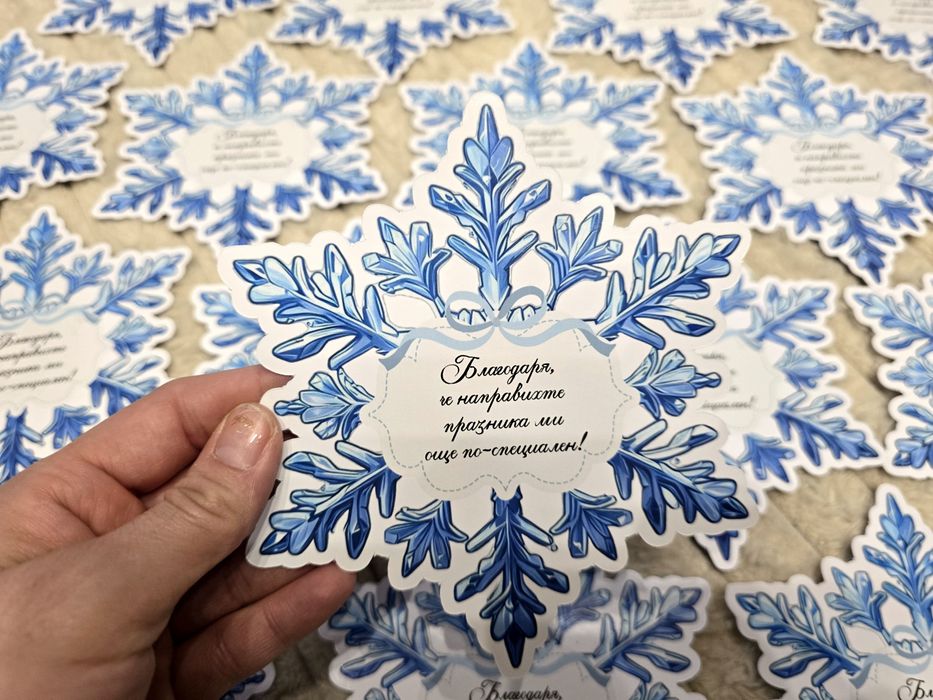 Благодаря,
че направихте
празника ми
още по-специален!